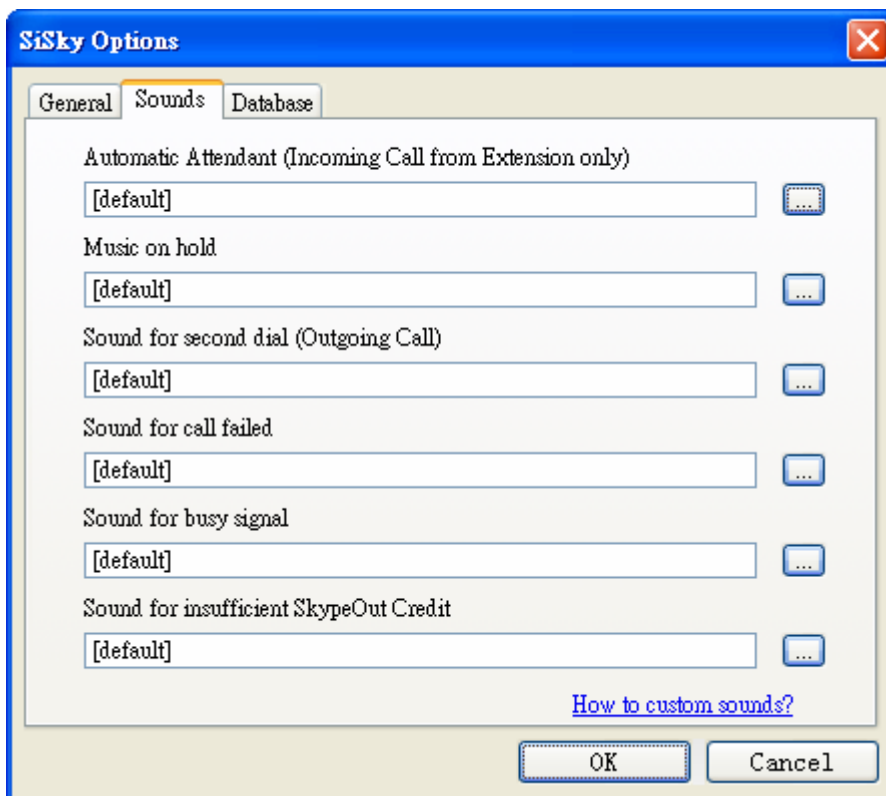 SiSky Options
General Sounds Database
Automatic Attendant (Incoming Call from Extension only)
[default] ...
Music on hold
[default] ...
Sound for second dial (Outgoing Call)
[default] ...
Sound for call failed
[default] ...
Sound for busy signal
[default] ...
Sound for insufficient SkypeOut Credit
[default] ...
How to custom sounds?
OK Cancel